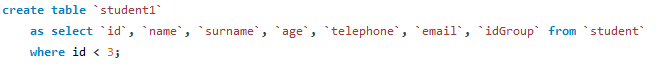 create table `student1`
as select `id`, `name`, `surname`, `age`, `telephone`, `email`, `idGroup` from `student`
where id < 3;